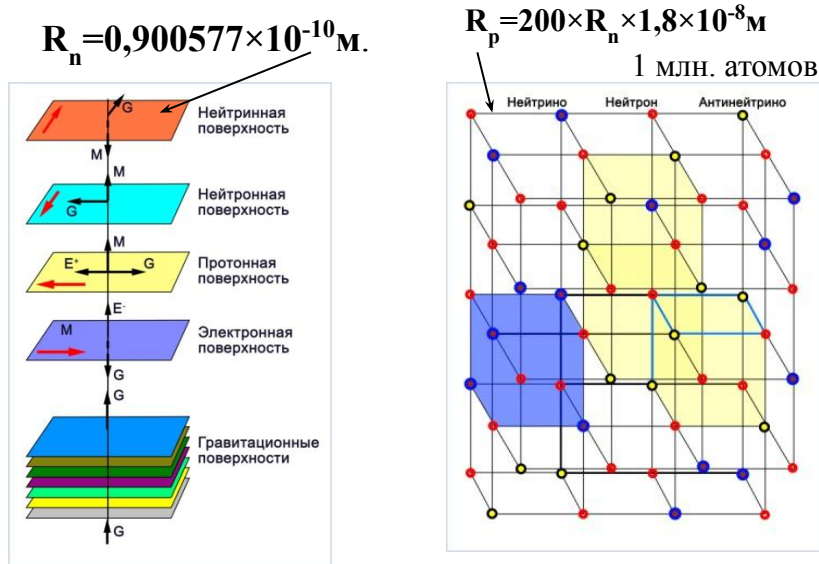 Rn=0,900577×10-10м.
Rp=200×Rn×1,8×10-8м
1 млн. атомов
G
Нейтринная
поверхность
M
M
G
Нейтронная
поверхность
M
E+
G
Протонная
поверхность
E-
M
Электронная
поверхность
G
G
Гравитационные
поверхности
G
Нейтрино Нейтрон Антинейтрино